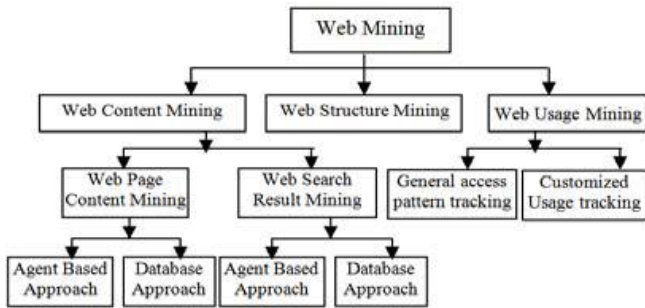 Web Mining
Web Content Mining
Web Structure Mining
Web Usage Mining
Web Page
Content Mining
Web Search
Result Mining
General access
pattern tracking
Customized
Usage tracking
Agent Based
Approach
Database
Approach
Agent Based
Approach
Database
Approach